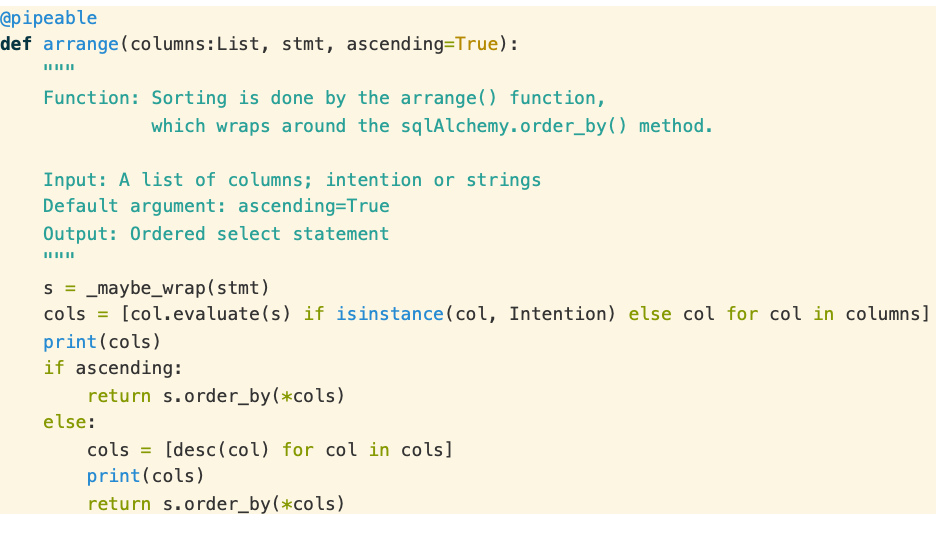 @pipeable
def arrange(columns:List, stmt, ascending=True):
    """
    Function: Sorting is done by the arrange() function,
              which wraps around the sqlAlchemy.order_by() method.

    Input: A list of columns; intention or strings
    Default argument: ascending=True
    Output: Ordered select statement
    """
    s = _maybe_wrap(stmt)
    cols = [col.evaluate(s) if isinstance(col, Intention) else col for col in columns]
    print(cols)
    if ascending:
        return s.order_by(*cols)
    else:
        cols = [desc(col) for col in cols]
        print(cols)
        return s.order_by(*cols)